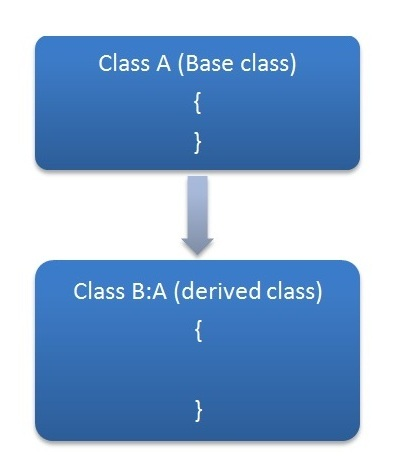 Class A (Base class)
{
}
Class B:A (derived class)
{
}